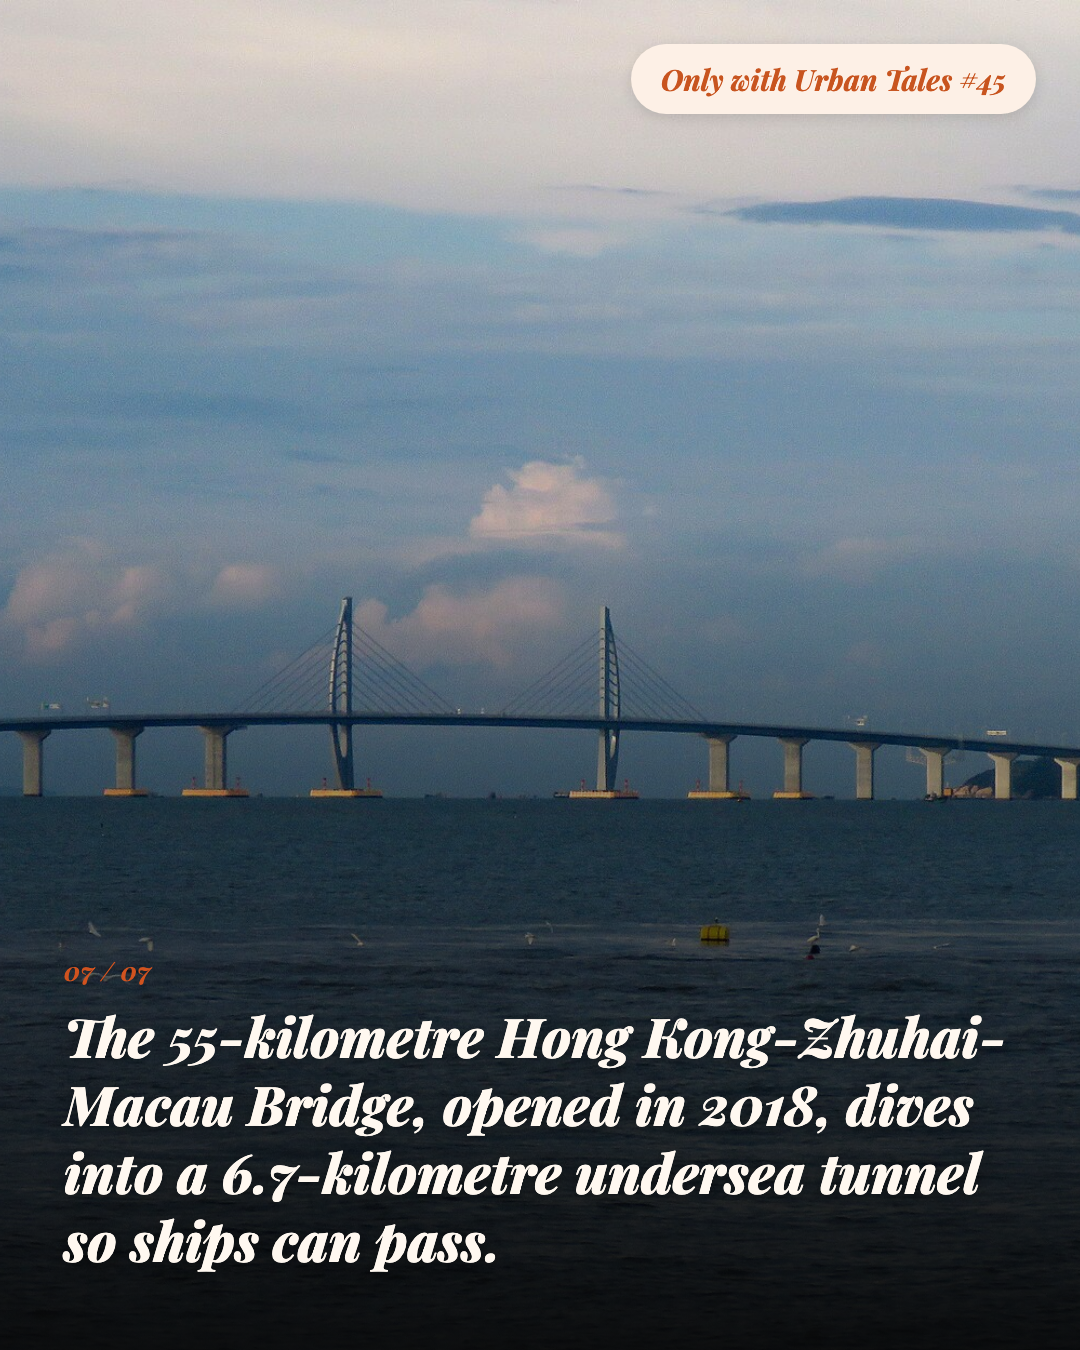 Only with Urban Tales #45
07/07
The 55-kilometre Hong Kong-Zhuhai-
Macau Bridge, opened in 2018, dives
into a 6.7-kilometre undersea tunnel
so ships can pass.